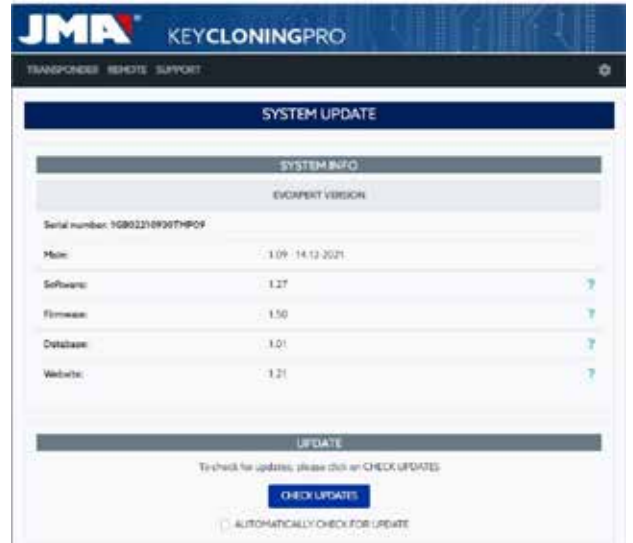 JMA KEYCLONINGPRO
TRANSPONDER REMOTE SUPPORT
SYSTEM UPDATE
SYSTEM INFO
VERSION
Serial number:
Main: 1.09 - 14-12-2021
Software: 1.27 ?
Firmware: 1.50 ?
Database: 1.01 ?
Website: 1.21 ?
UPDATE
To check for updates, please click on CHECK UPDATES
CHECK UPDATES
AUTOMATICALLY CHECK FOR UPDATE